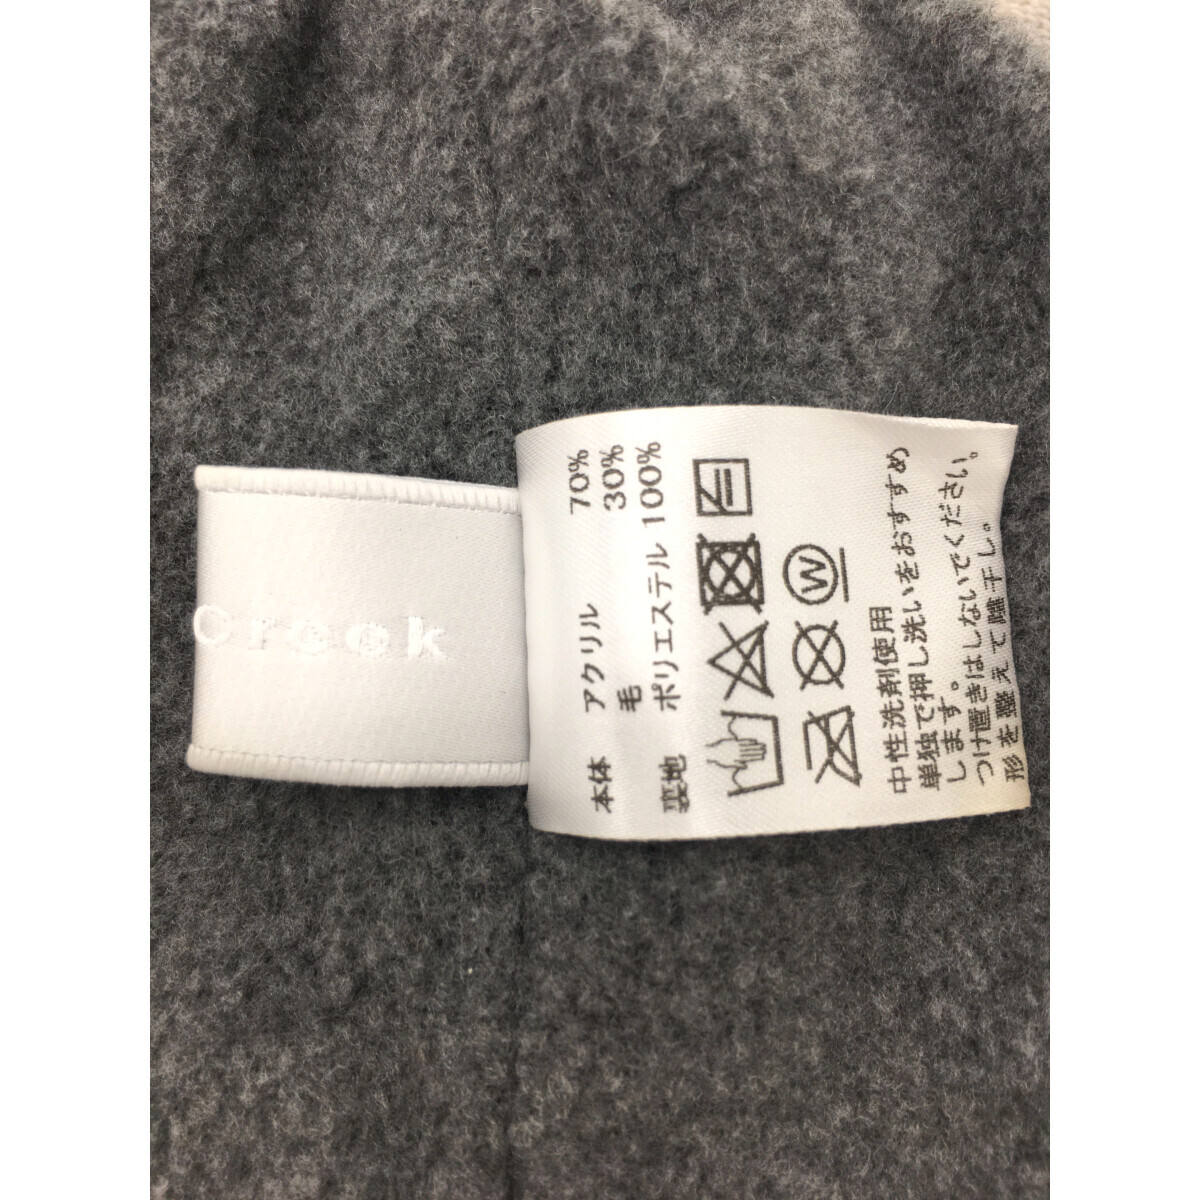 Creek
本体 アクリル 70%
毛 30%
裏地 ポリエステル 100%
W
中性洗剤使用
単独で押し洗いをおすすめ
します。
つけ置きはしないでください。
形を整えて陰干し。